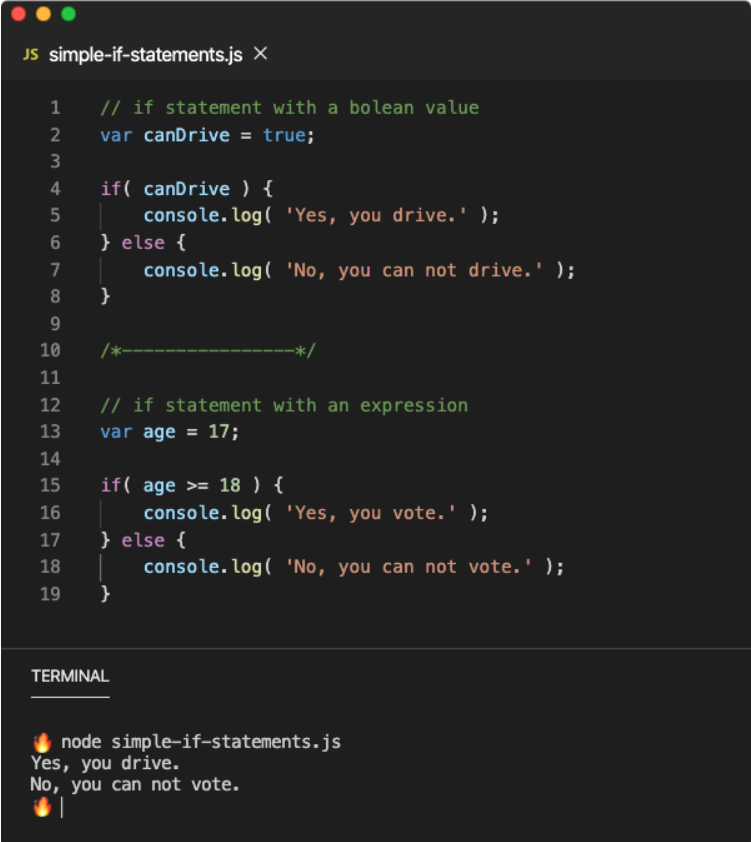 JS simple-if-statements.js ×
1 // if statement with a bolean value
2 var canDrive = true;
3
4 if( canDrive ) {
5     console.log( 'Yes, you drive.' );
6 } else {
7     console.log( 'No, you can not drive.' );
8 }
9
10 /*----------------*/
11
12 // if statement with an expression
13 var age = 17;
14
15 if( age >= 18 ) {
16     console.log( 'Yes, you vote.' );
17 } else {
18     console.log( 'No, you can not vote.' );
19 }
TERMINAL
🔥 node simple-if-statements.js
Yes, you drive.
No, you can not vote.
🔥